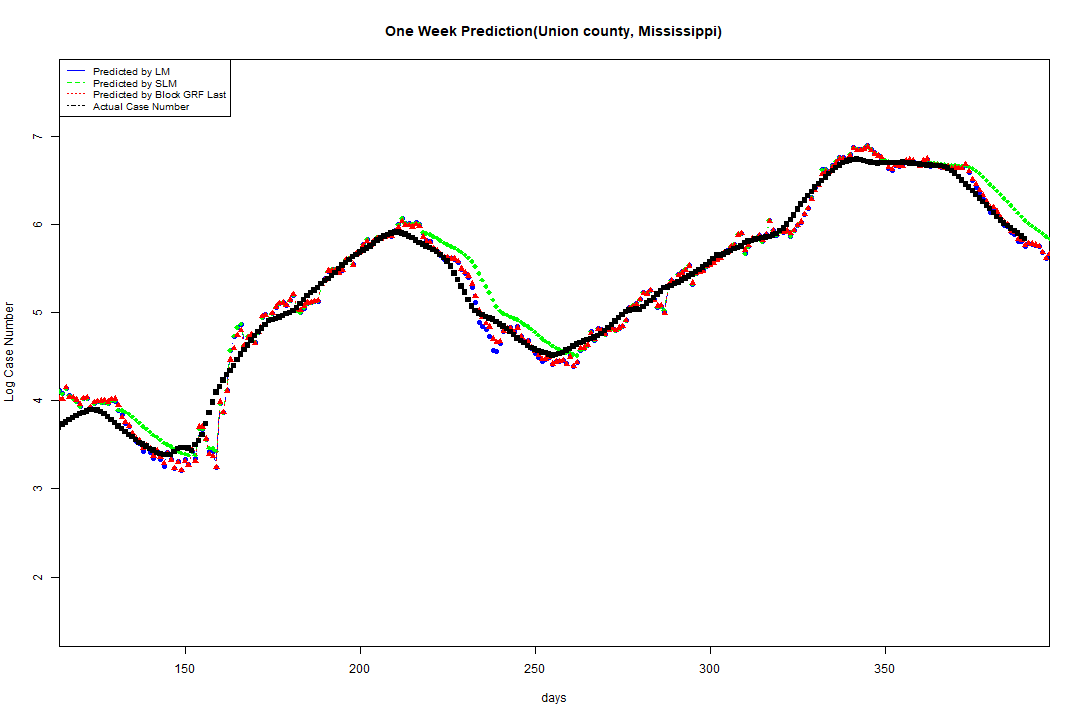 One Week Prediction(Union county, Mississippi)
Predicted by LM
Predicted by SLM
Predicted by Block GRF Last
Actual Case Number
Log Case Number
7
6
5
4
3
2
150 200 250 300 350
days